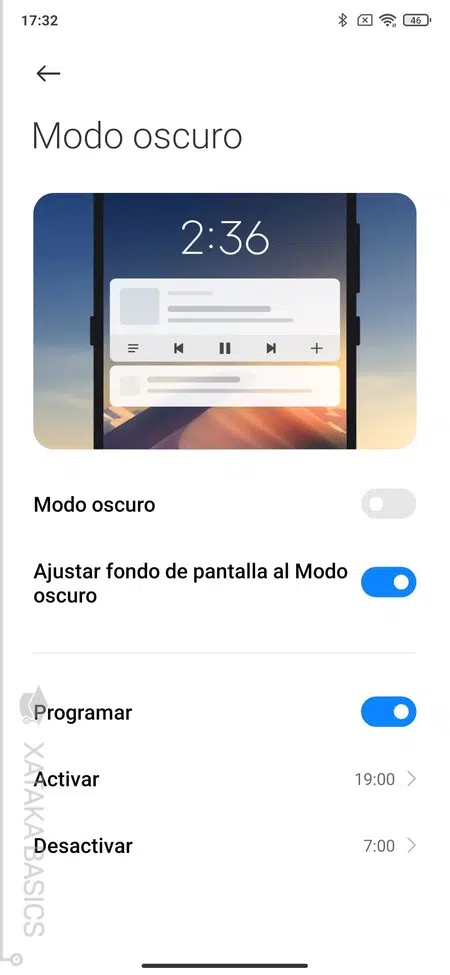 17:32
46
Modo oscuro
2:36
Modo oscuro
Ajustar fondo de pantalla al Modo
oscuro
Programar
Activar
19:00
Desactivar
7:00
XATAKA BASICS